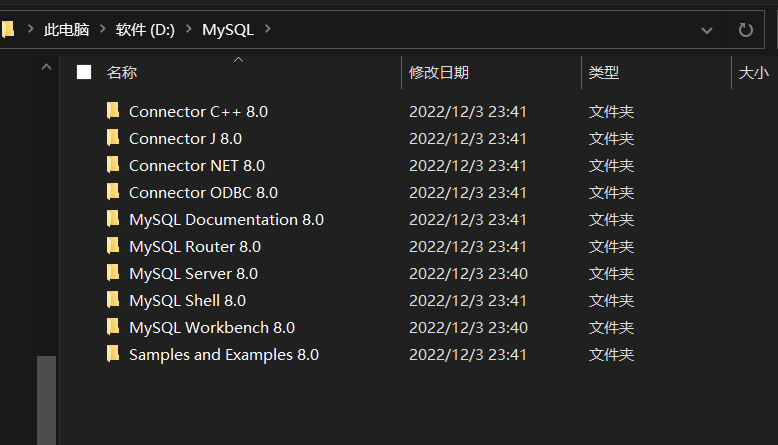 此电脑 > 软件 (D:) > MySQL >
名称 修改日期 类型 大小
Connector C++ 8.0 2022/12/3 23:41 文件夹
Connector J 8.0 2022/12/3 23:41 文件夹
Connector NET 8.0 2022/12/3 23:41 文件夹
Connector ODBC 8.0 2022/12/3 23:41 文件夹
MySQL Documentation 8.0 2022/12/3 23:41 文件夹
MySQL Router 8.0 2022/12/3 23:41 文件夹
MySQL Server 8.0 2022/12/3 23:40 文件夹
MySQL Shell 8.0 2022/12/3 23:41 文件夹
MySQL Workbench 8.0 2022/12/3 23:40 文件夹
Samples and Examples 8.0 2022/12/3 23:41 文件夹